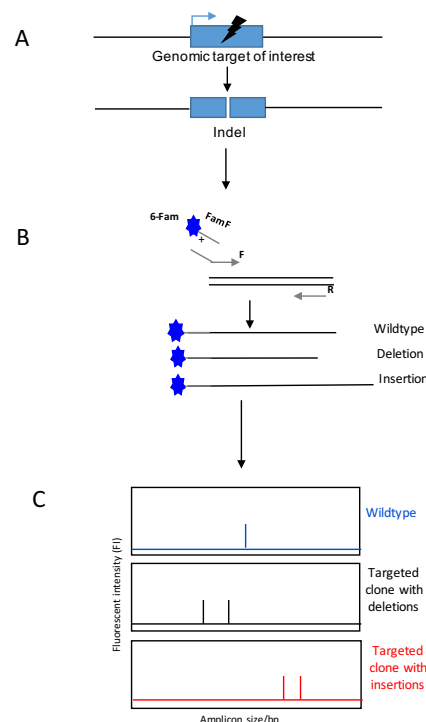 A
Genomic target of interest
Indel
B
6-Fam
FamF
+
F
R
Wildtype
Deletion
Insertion
C
Fluorescent intensity (FI)
Wildtype
Targeted
clone with
deletions
Targeted
clone with
insertions
Amplicon size/bp